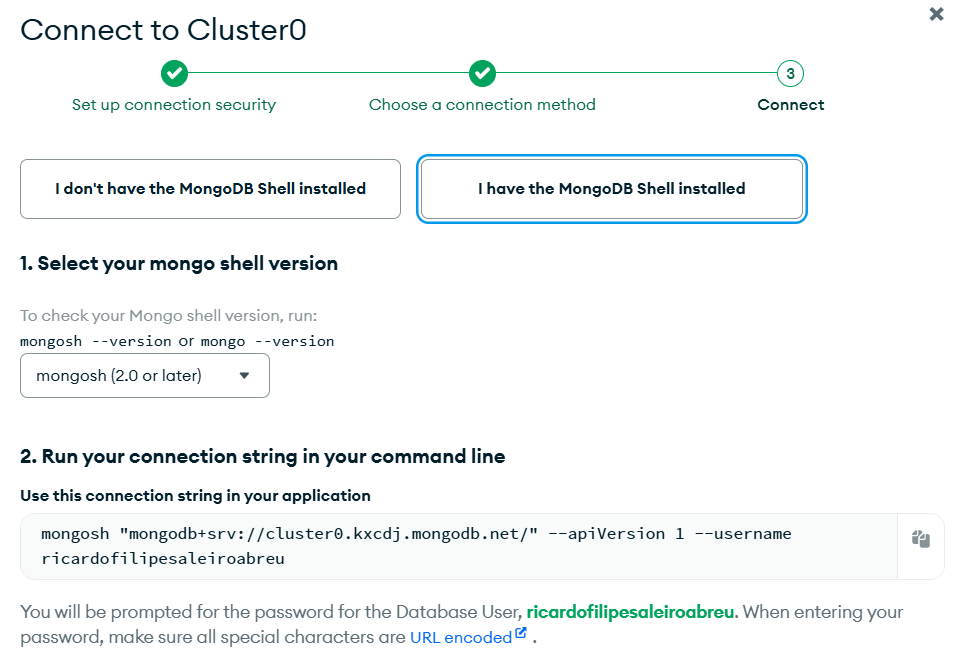 Connect to Cluster0
3
Set up connection security
Choose a connection method
Connect
I don't have the MongoDB Shell installed
I have the MongoDB Shell installed
1. Select your mongo shell version
To check your Mongo shell version, run:
mongosh --version or mongo --version
mongosh (2.0 or later)
2. Run your connection string in your command line
Use this connection string in your application
mongosh "mongodb+srv://cluster0.kxcdj.mongodb.net/" --apiVersion 1 --username
ricardofilipesaleiroabreu
You will be prompted for the password for the Database User, ricardofilipesaleiroabreu. When entering your
password, make sure all special characters are URL encoded .